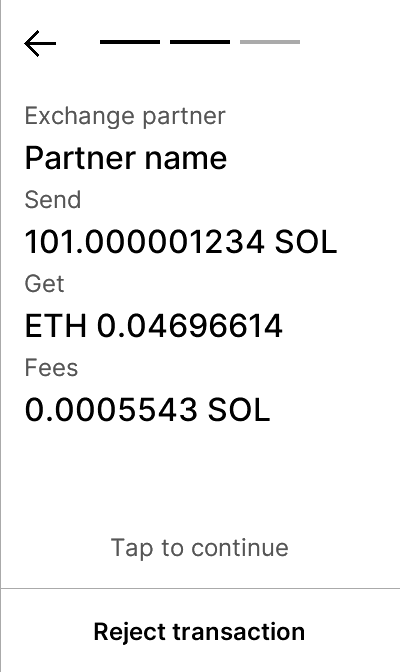 Exchange partner
Partner name
Send
101.000001234 SOL
Get
ETH 0.04696614
Fees
0.0005543 SOL
Tap to continue
Reject transaction